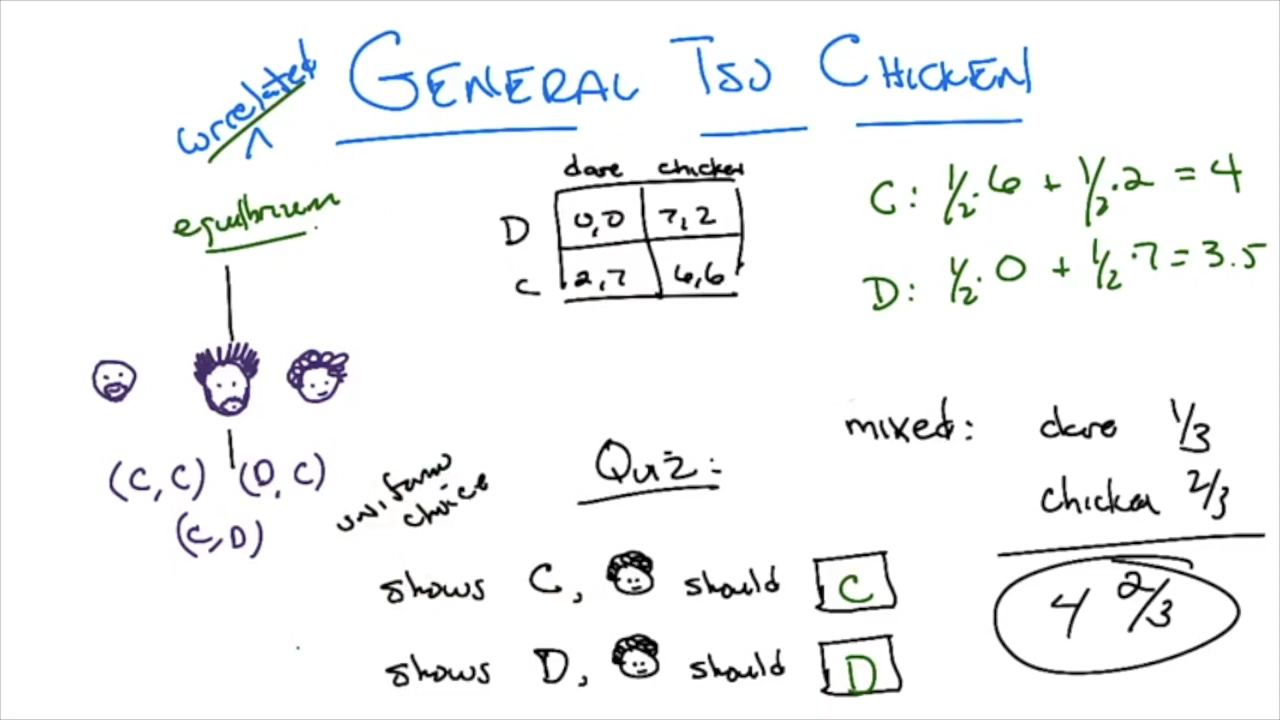 correlated
^
GENERAL TSO CHICKEN
equilibrium
dare chicken
D 0,0 7,2
C 2,7 6,6
C: 1/2·6 + 1/2·2 = 4
D: 1/2·0 + 1/2·7 = 3.5
(C, C) (D, C)
(C, D)
uniform
choice
Quiz:
shows C, should C
shows D, should D
mixed: dare 1/3
chicken 2/3
4 2/3